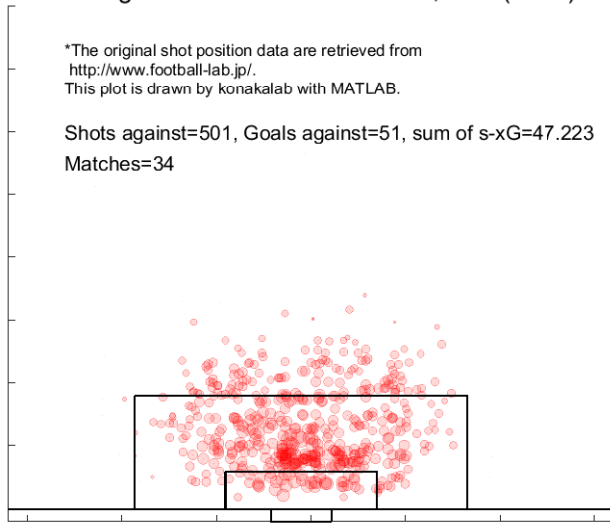 *The original shot position data are retrieved from
http://www.football-lab.jp/.
This plot is drawn by konakalab with MATLAB.
Shots against=501, Goals against=51, sum of s-xG=47.223
Matches=34